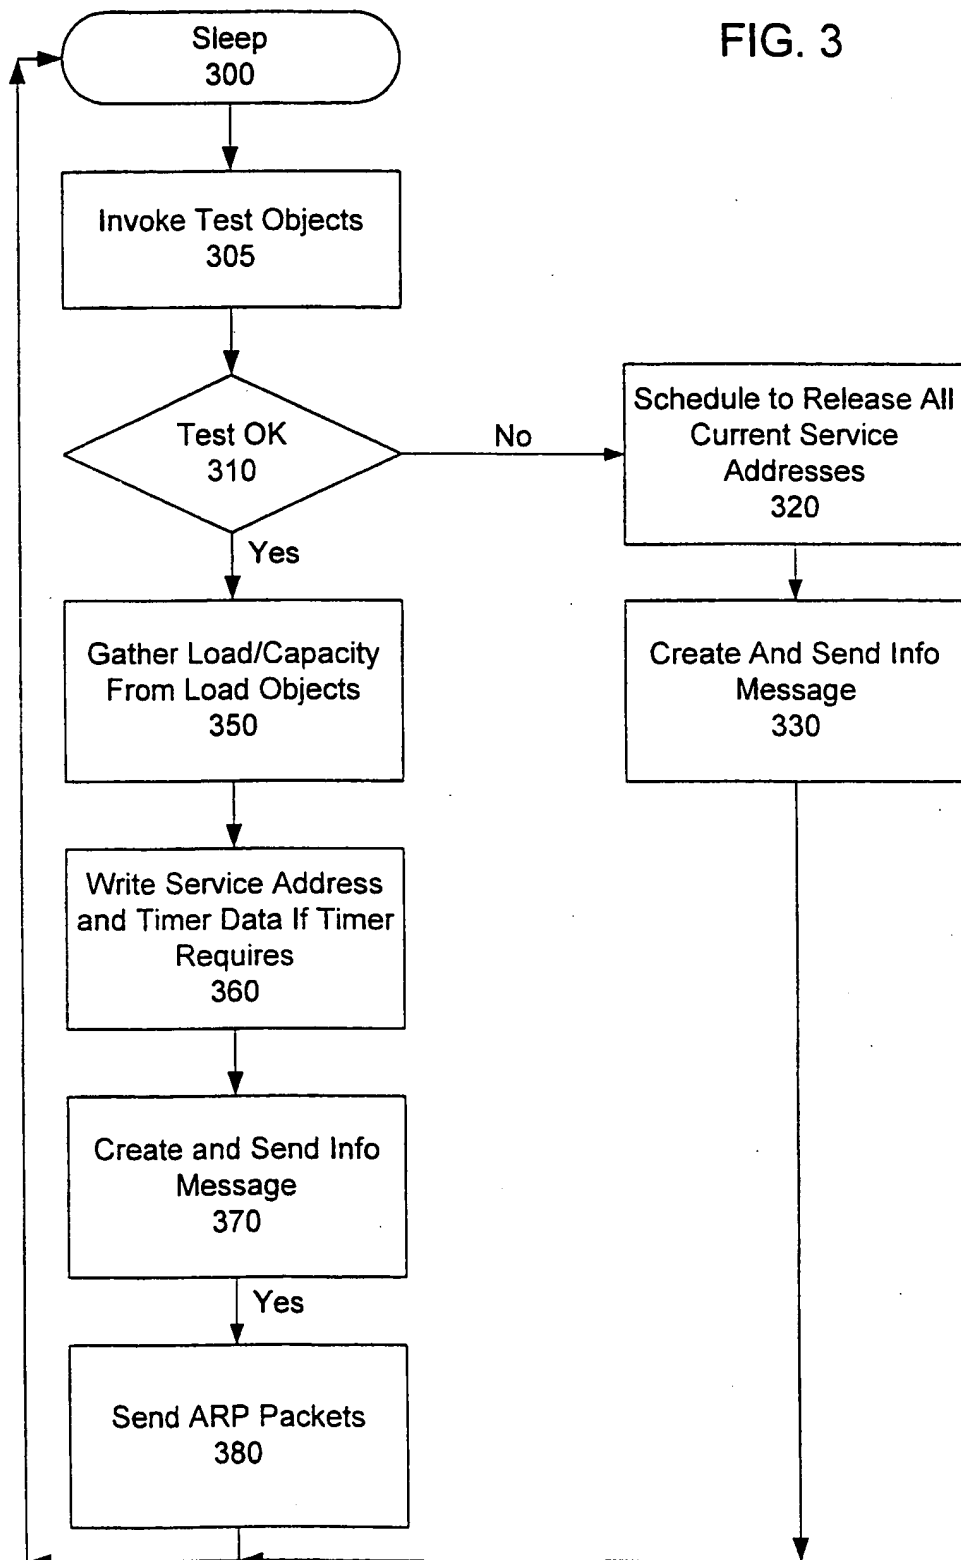 FIG. 3
Sleep
300
Invoke Test Objects
305
Test OK
310
No
Yes
Schedule to Release All
Current Service
Addresses
320
Gather Load/Capacity
From Load Objects
350
Create And Send Info
Message
330
Write Service Address
and Timer Data If Timer
Requires
360
Create and Send Info
Message
370
Yes
Send ARP Packets
380